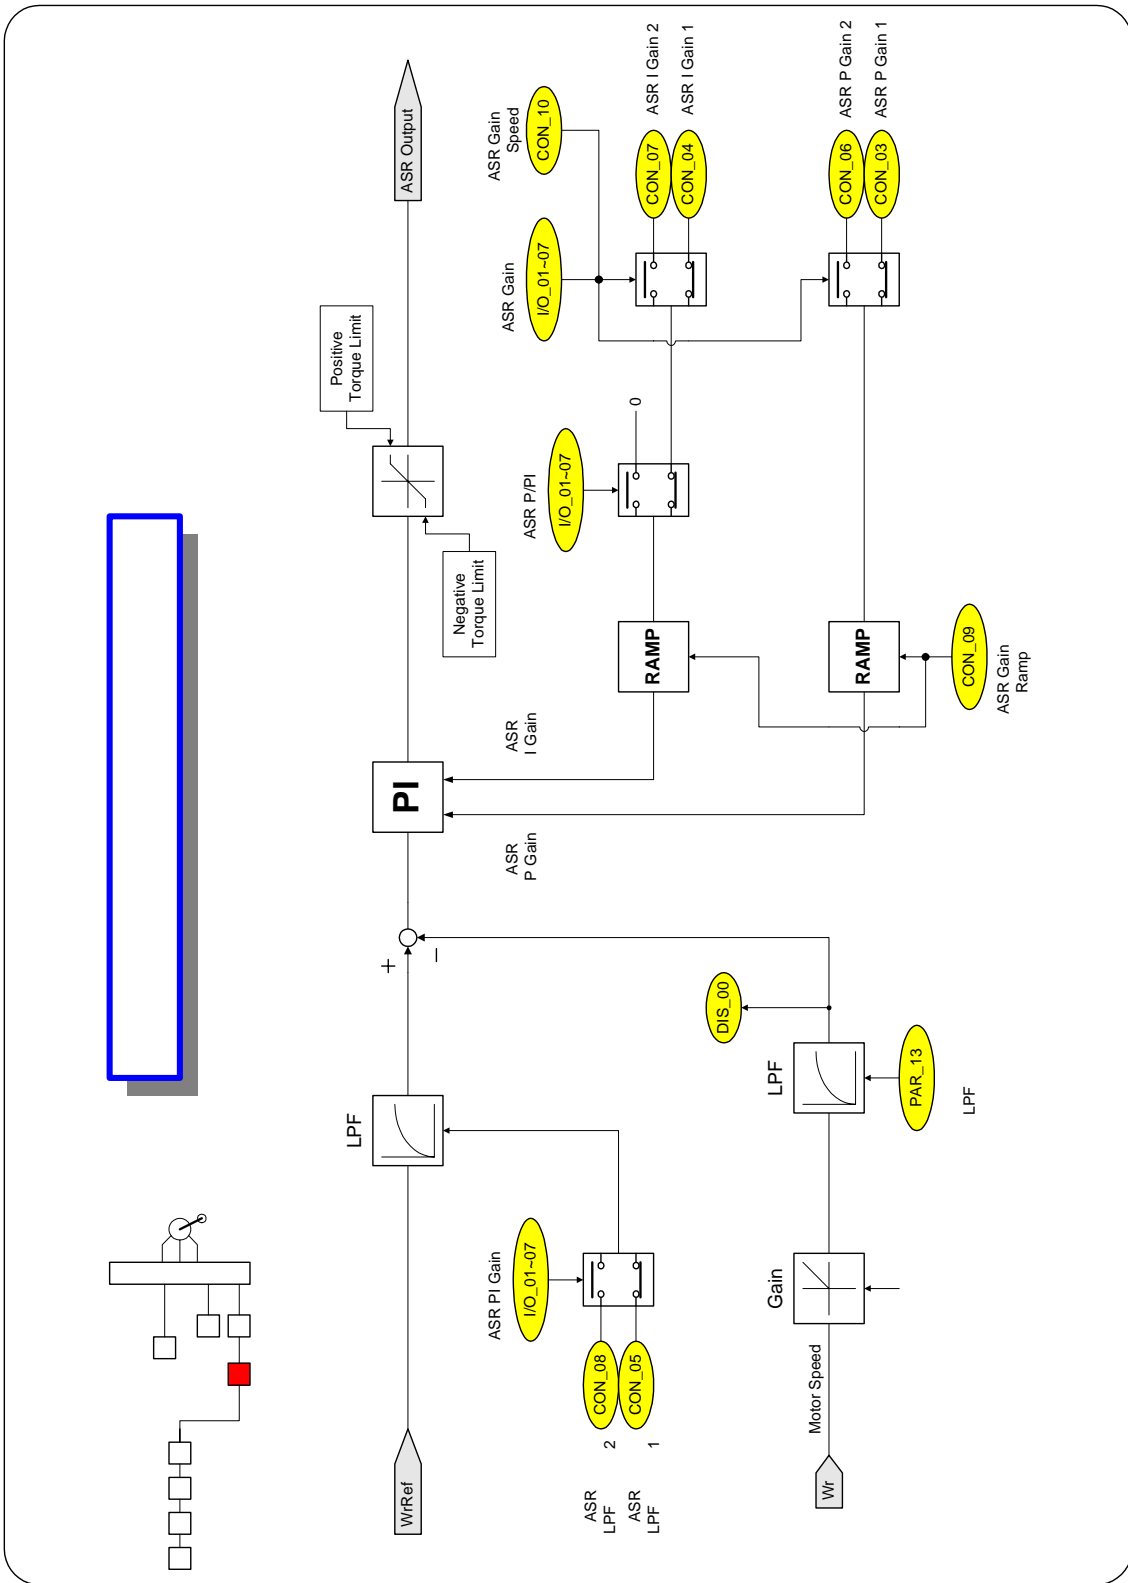 WrRef
LPF
+
−
PI
Positive
Torque Limit
Negative
Torque Limit
ASR Output
ASR PI Gain
I/O_01~07
CON_08
CON_05
ASR
LPF
2
ASR
LPF
1
ASR
P Gain
ASR
I Gain
ASR P/PI
I/O_01~07
0
ASR Gain
I/O_01~07
ASR Gain
Speed
CON_10
CON_07
ASR I Gain 2
CON_04
ASR I Gain 1
RAMP
RAMP
CON_06
ASR P Gain 2
CON_03
ASR P Gain 1
CON_09
ASR Gain
Ramp
Wr
Motor Speed
Gain
LPF
DIS_00
PAR_13
LPF